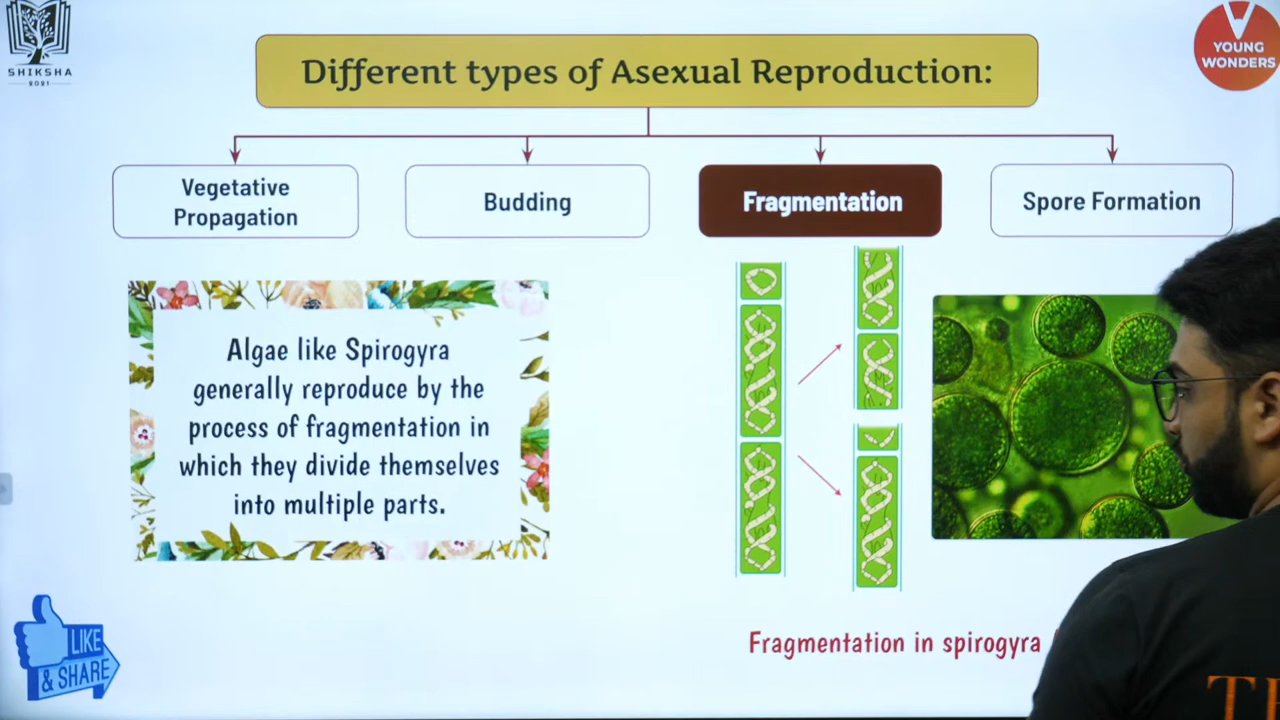 SHIKSHA
2021
YOUNG
WONDERS
Different types of Asexual Reproduction:
Vegetative
Propagation
Budding
Fragmentation
Spore Formation
Algae like Spirogyra
generally reproduce by the
process of fragmentation in
which they divide themselves
into multiple parts.
LIKE
& SHARE
Fragmentation in spirogyra